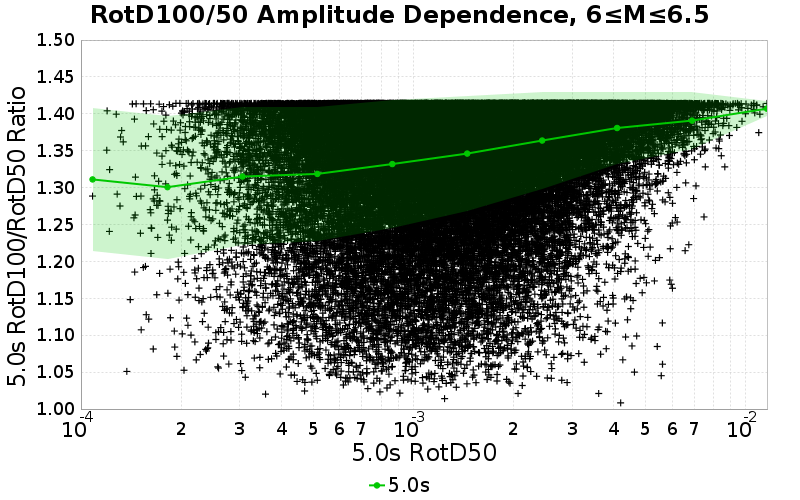 RotD100/50 Amplitude Dependence, 6≤M≤6.5
5.0s RotD100/RotD50 Ratio
1.50
1.45
1.40
1.35
1.30
1.25
1.20
1.15
1.10
1.05
1.00
10^-4 2 3 4 5 6 7 10^-3 2 3 4 5 6 7 10^-2
5.0s RotD50
5.0s